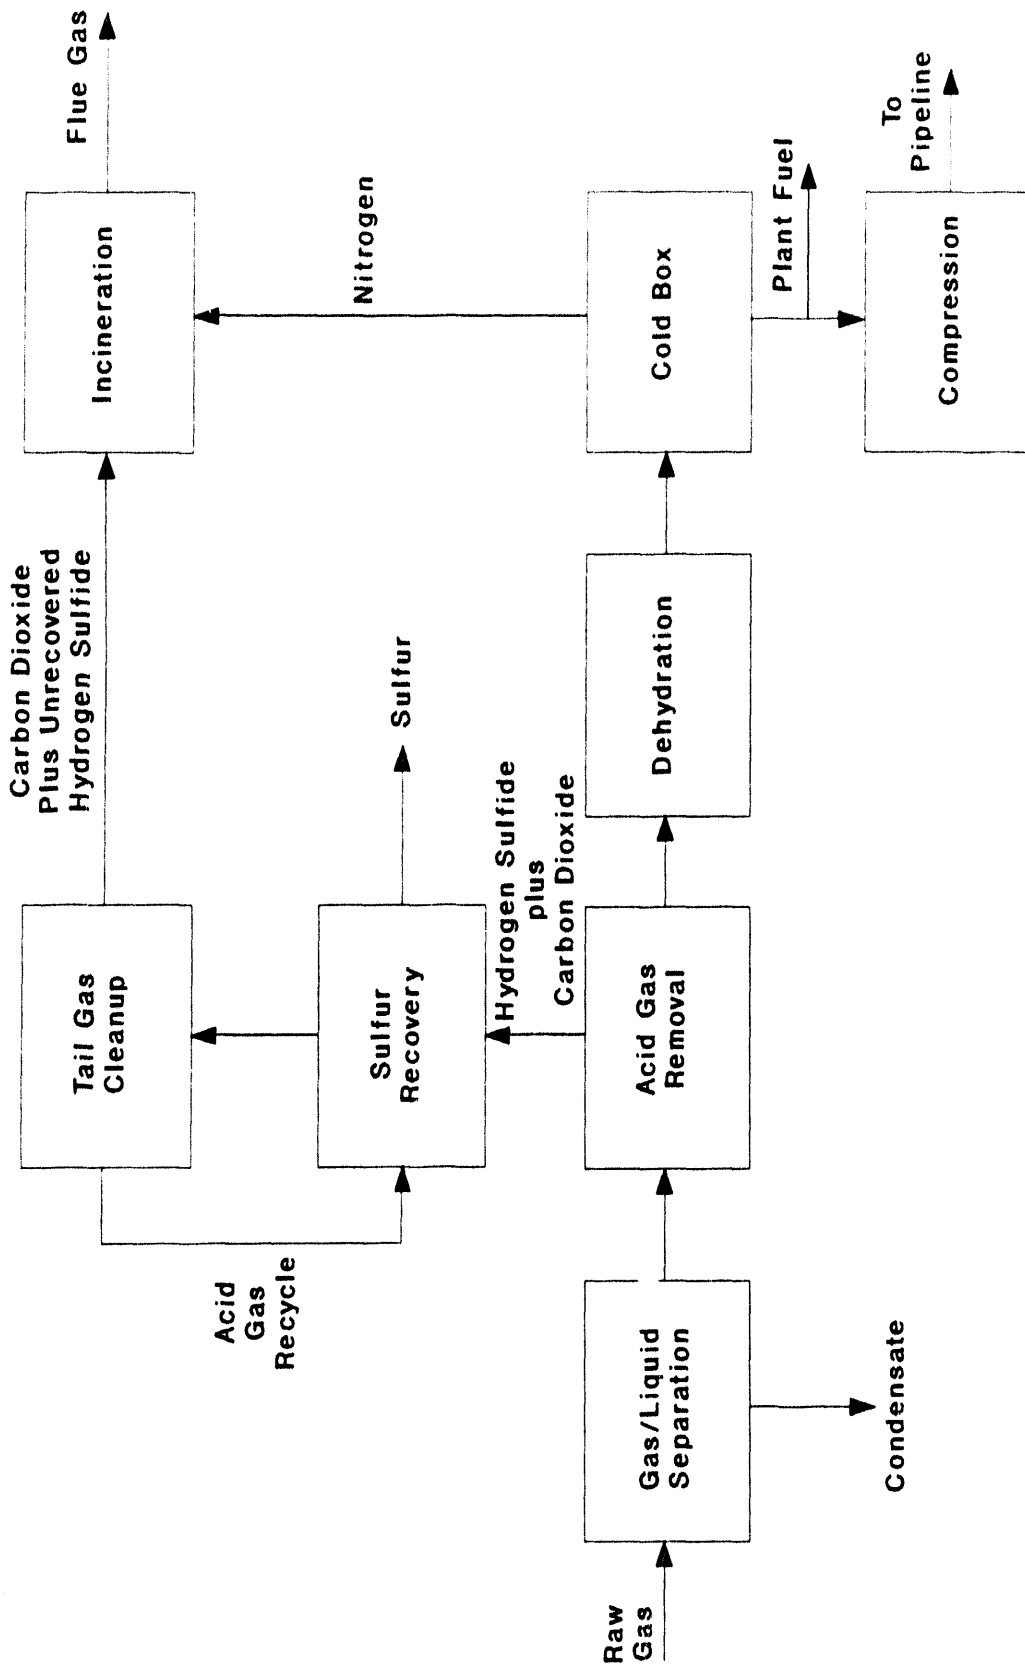 Flue Gas
Incineration
Nitrogen
Cold Box
Plant Fuel
To
Pipeline
Compression
Carbon Dioxide
Plus Unrecovered
Hydrogen Sulfide
Sulfur
Hydrogen Sulfide
plus
Carbon Dioxide
Dehydration
Tail Gas
Cleanup
Sulfur
Recovery
Acid Gas
Removal
Acid
Gas
Recycle
Gas/Liquid
Separation
Condensate
Raw
Gas